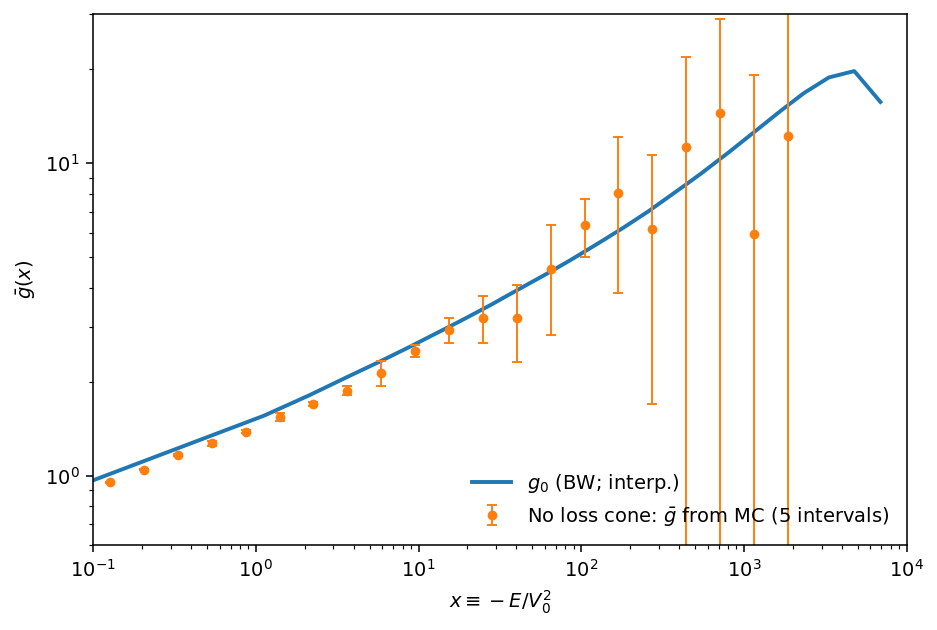 10¹
10⁰
ḡ(x)
g₀ (BW; interp.)
No loss cone: ḡ from MC (5 intervals)
10⁻¹ 10⁰ 10¹ 10² 10³ 10⁴
x ≡ −E/V₀²